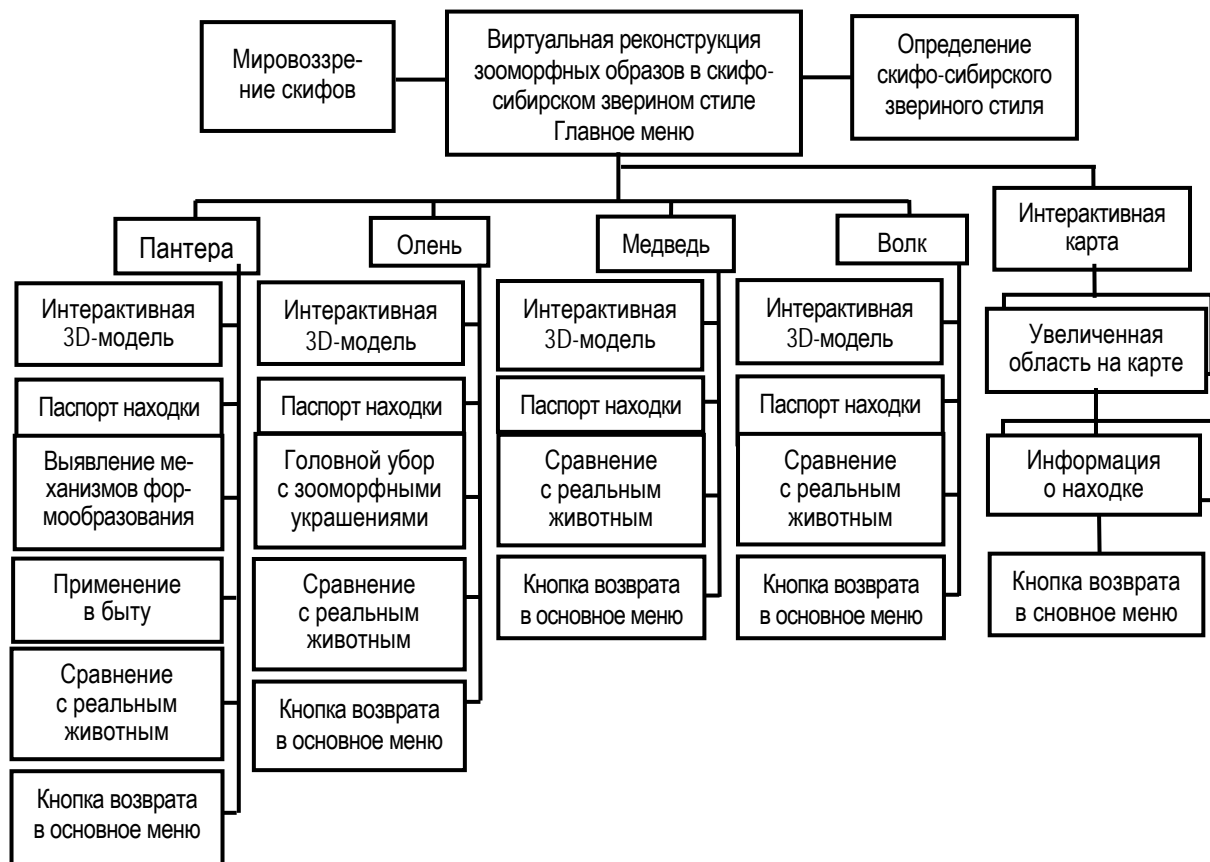 Мировоззре-
ние скифов
Виртуальная реконструкция
зооморфных образов в скифо-
сибирском зверином стиле
Главное меню
Определение
скифо-сибирского
звериного стиля
Пантера
Интерактивная
3D-модель
Паспорт находки
Выявление ме-
ханизмов фор-
мообразования
Применение
в быту
Сравнение
с реальным
животным
Кнопка возврата
в основное меню
Олень
Интерактивная
3D-модель
Паспорт находки
Головной убор
с зооморфными
украшениями
Сравнение
с реальным
животным
Кнопка возврата
в основное меню
Медведь
Интерактивная
3D-модель
Паспорт находки
Сравнение
с реальным
животным
Кнопка возврата
в основное меню
Волк
Интерактивная
3D-модель
Паспорт находки
Сравнение
с реальным
животным
Кнопка возврата
в основное меню
Интерактивная
карта
Увеличенная
область на карте
Информация
о находке
Кнопка возврата
в сновное меню